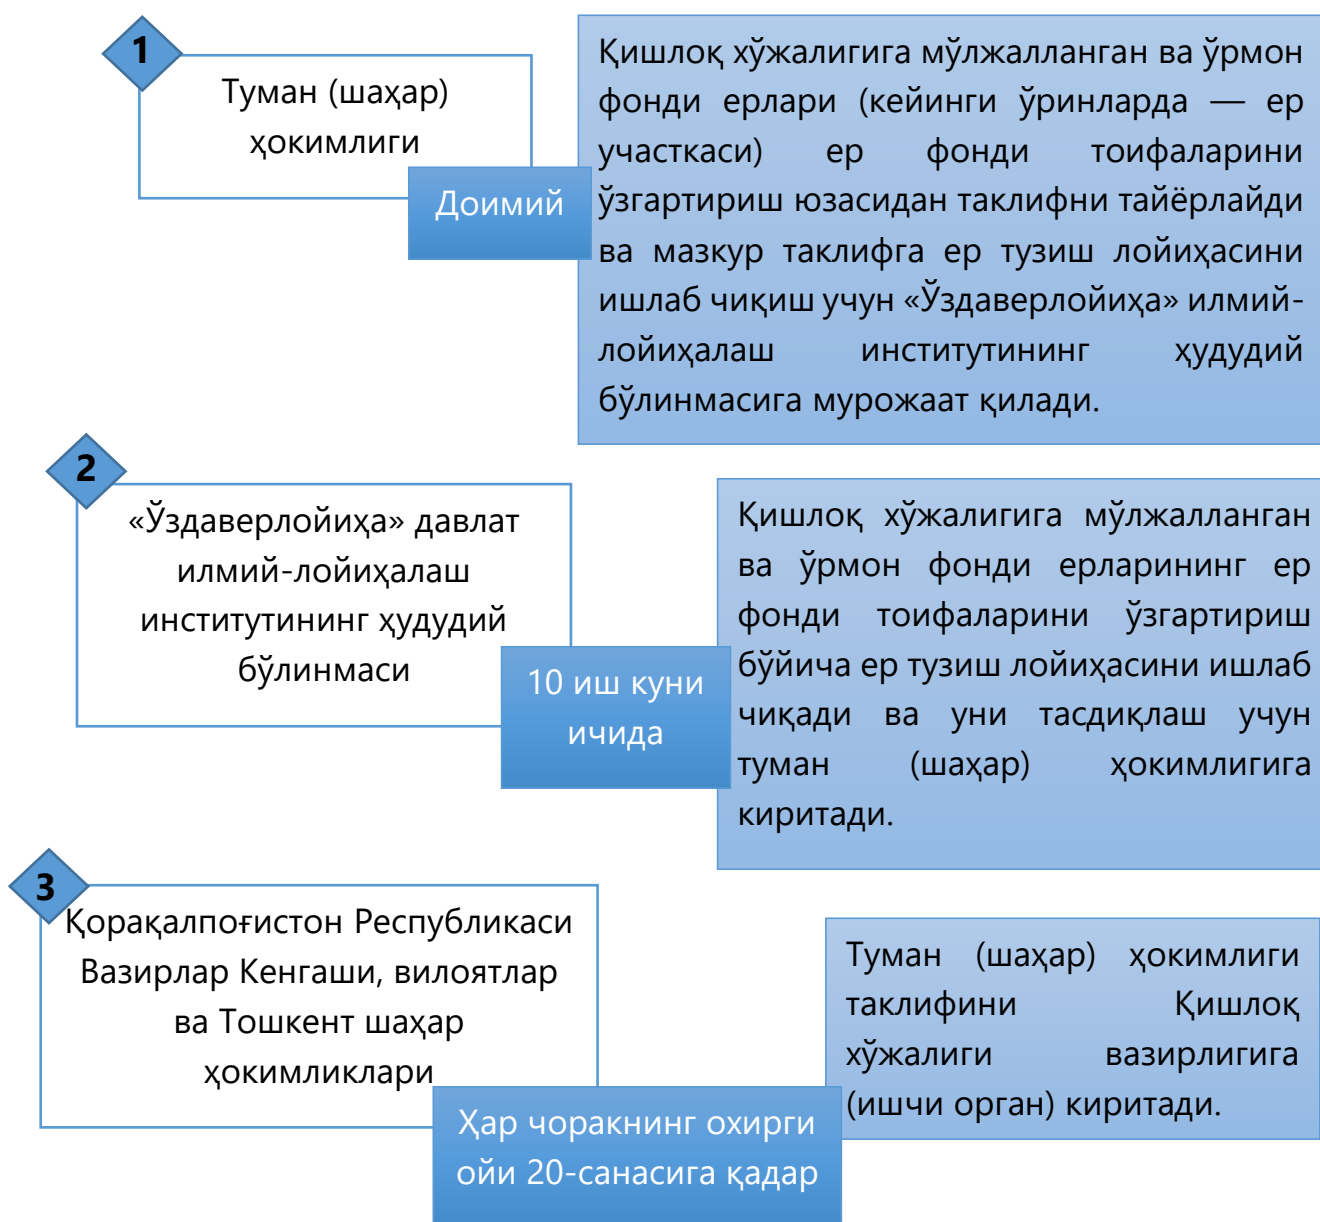 1
Туман (шаҳар)
ҳокимлиги
Доимий
Қишлоқ хўжалигига мўлжалланган ва ўрмон
фонди ерлари (кейинги ўринларда — ер
участкаси) ер фонди тоифаларини
ўзгартириш юзасидан таклифни тайёрлайди
ва мазкур таклифга ер тузиш лойиҳасини
ишлаб чиқиш учун «Ўздаверлойиҳа» илмий-
лойиҳалаш институтининг ҳудудий
бўлинмасига мурожаат қилади.
2
«Ўздаверлойиҳа» давлат
илмий-лойиҳалаш
институтининг ҳудудий
бўлинмаси
10 иш куни
ичида
Қишлоқ хўжалигига мўлжалланган
ва ўрмон фонди ерларининг ер
фонди тоифаларини ўзгартириш
бўйича ер тузиш лойиҳасини ишлаб
чиқади ва уни тасдиқлаш учун
туман (шаҳар) ҳокимлигига
киритади.
3
Қорақалпоғистон Республикаси
Вазирлар Кенгаши, вилоятлар
ва Тошкент шаҳар
ҳокимликлари
Ҳар чоракнинг охирги
ойи 20-санасига қадар
Туман (шаҳар) ҳокимлиги
таклифини Қишлоқ
хўжалиги вазирлигига
(ишчи орган) киритади.